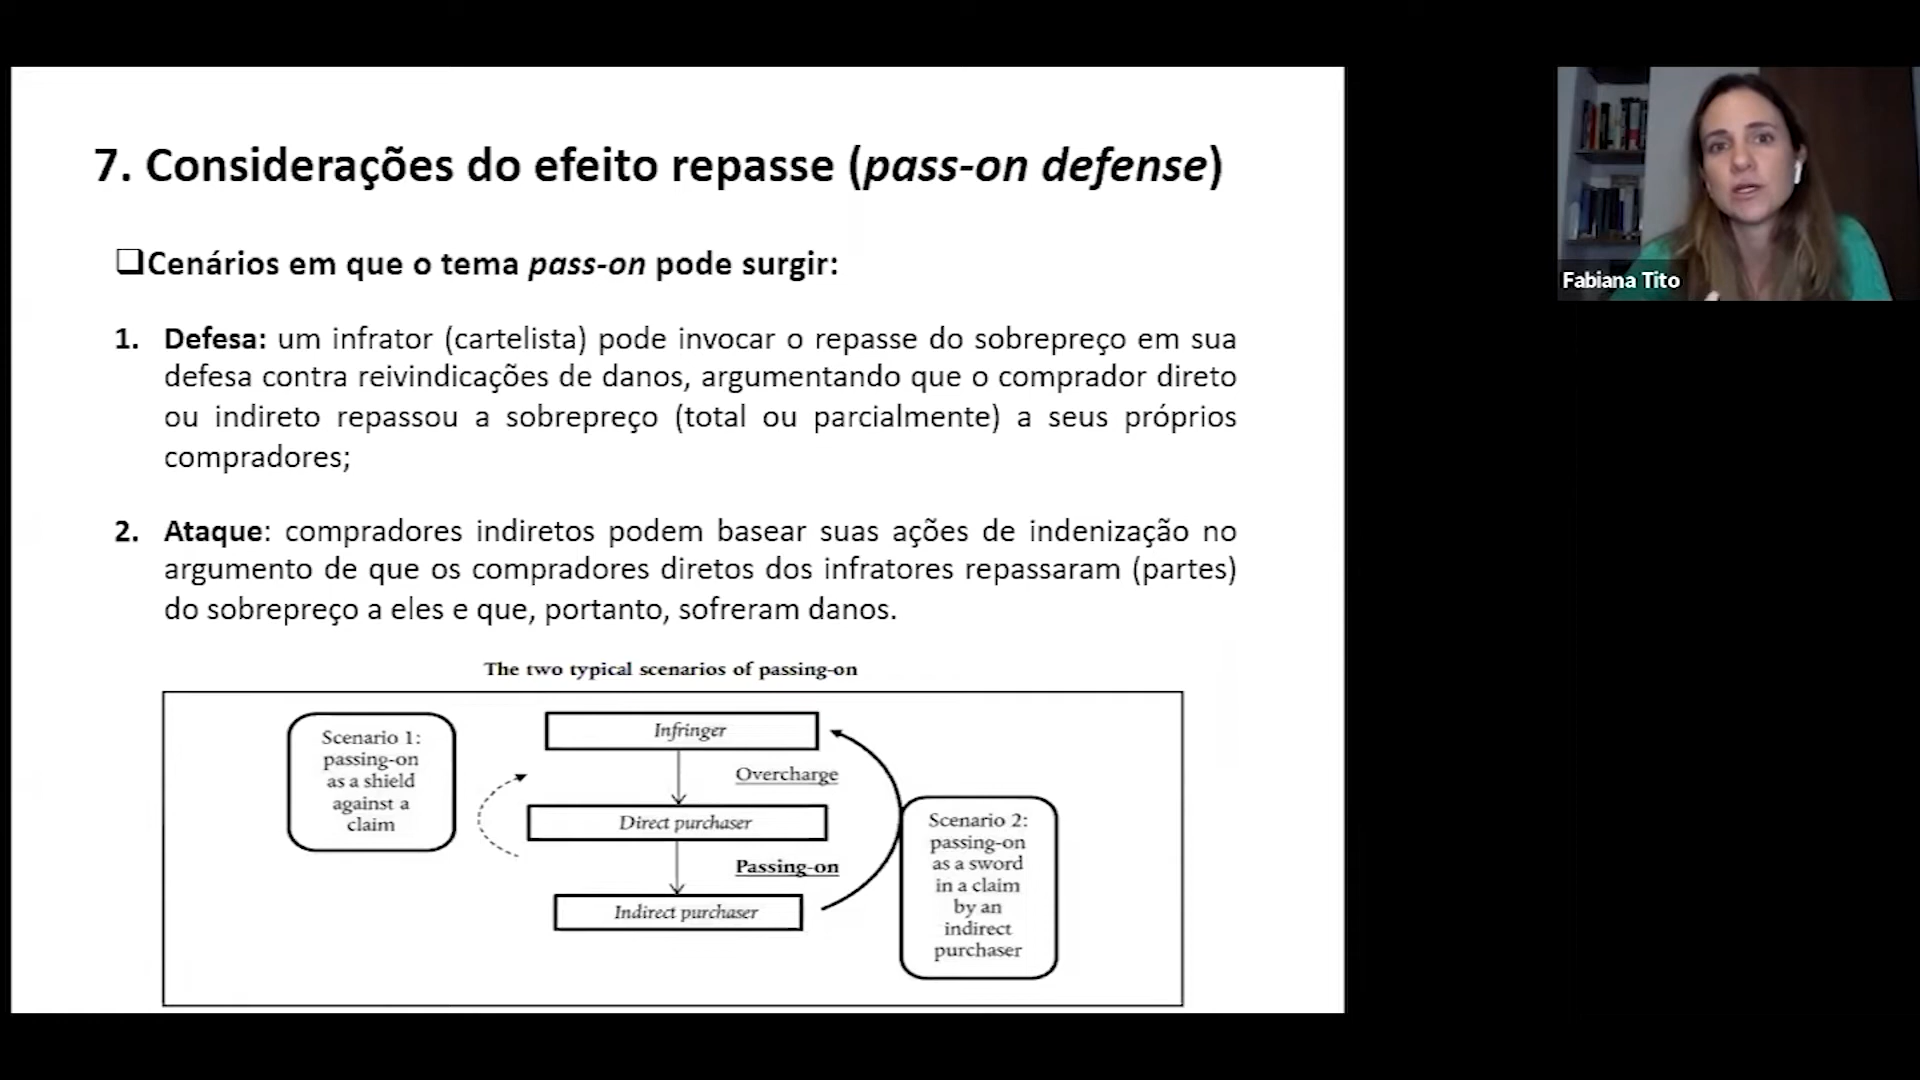 7. Considerações do efeito repasse (pass-on defense)
Cenários em que o tema pass-on pode surgir:
1. Defesa: um infrator (cartelista) pode invocar o repasse do sobrepreço em sua
defesa contra reivindicações de danos, argumentando que o comprador direto
ou indireto repassou a sobrepreço (total ou parcialmente) a seus próprios
compradores;
2. Ataque: compradores indiretos podem basear suas ações de indenização no
argumento de que os compradores diretos dos infratores repassaram (partes)
do sobrepreço a eles e que, portanto, sofreram danos.
The two typical scenarios of passing-on
Scenario 1:
passing-on
as a shield
against a
claim
Infringer
Overcharge
Direct purchaser
Passing-on
Indirect purchaser
Scenario 2:
passing-on
as a sword
in a claim
by an
indirect
purchaser
Fabiana Tito